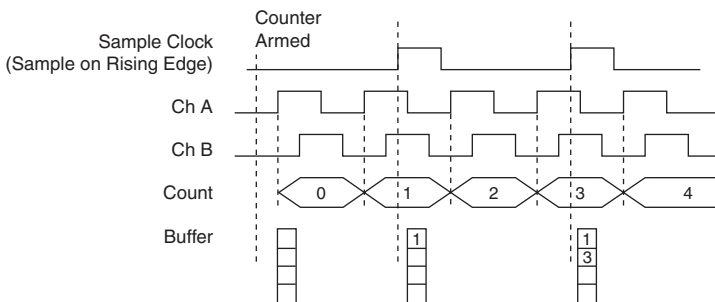 Counter
Armed
Sample Clock
(Sample on Rising Edge)
Ch A
Ch B
Count 0 1 2 3 4
Buffer 1 1
3